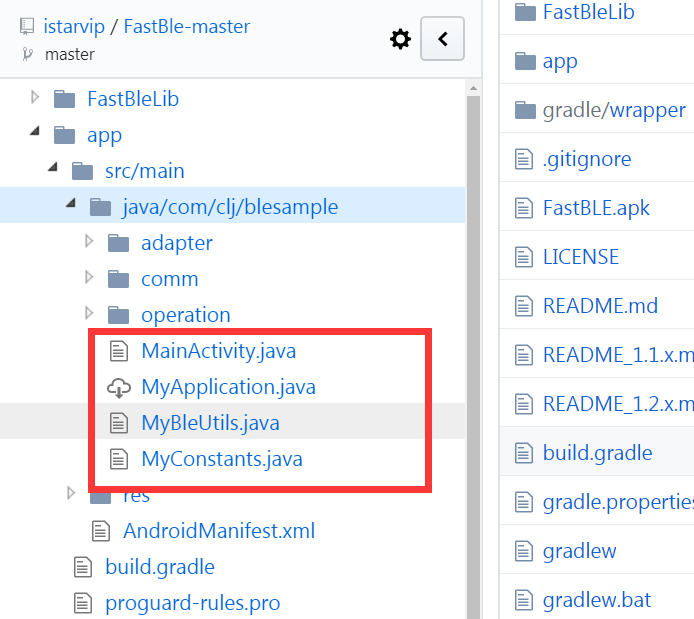 istarvip / FastBle-master
master
FastBleLib
app
src/main
java/com/clj/blesample
adapter
comm
operation
MainActivity.java
MyApplication.java
MyBleUtils.java
MyConstants.java
res
AndroidManifest.xml
build.gradle
proguard-rules.pro
FastBleLib
app
gradle/wrapper
.gitignore
FastBLE.apk
LICENSE
README.md
README_1.1.x.m
README_1.2.x.m
build.gradle
gradle.properties
gradlew
gradlew.bat